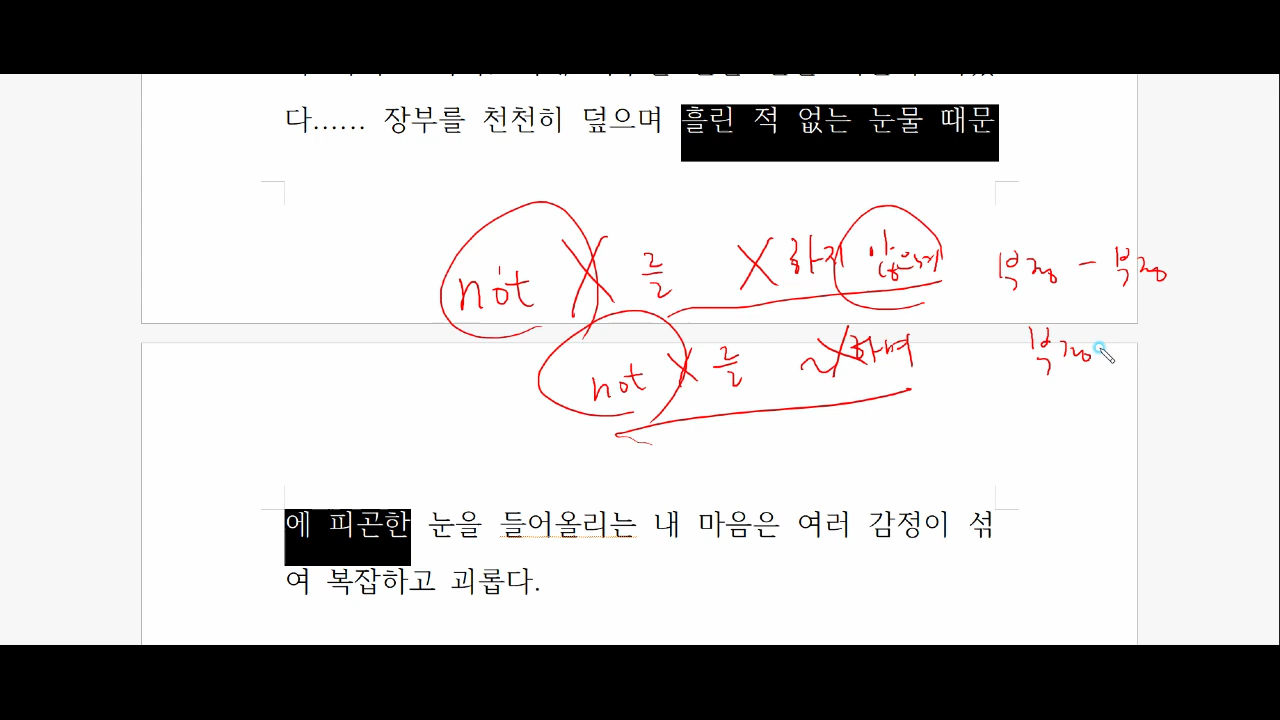 다…… 장부를 천천히 덮으며 흘린 적 없는 눈물 때문
not X 를 X 하지 않으며 부정 - 부정
not X 를 ~X하며 부정
에 피곤한 눈을 들어올리는 내 마음은 여러 감정이 섞
여 복잡하고 괴롭다.